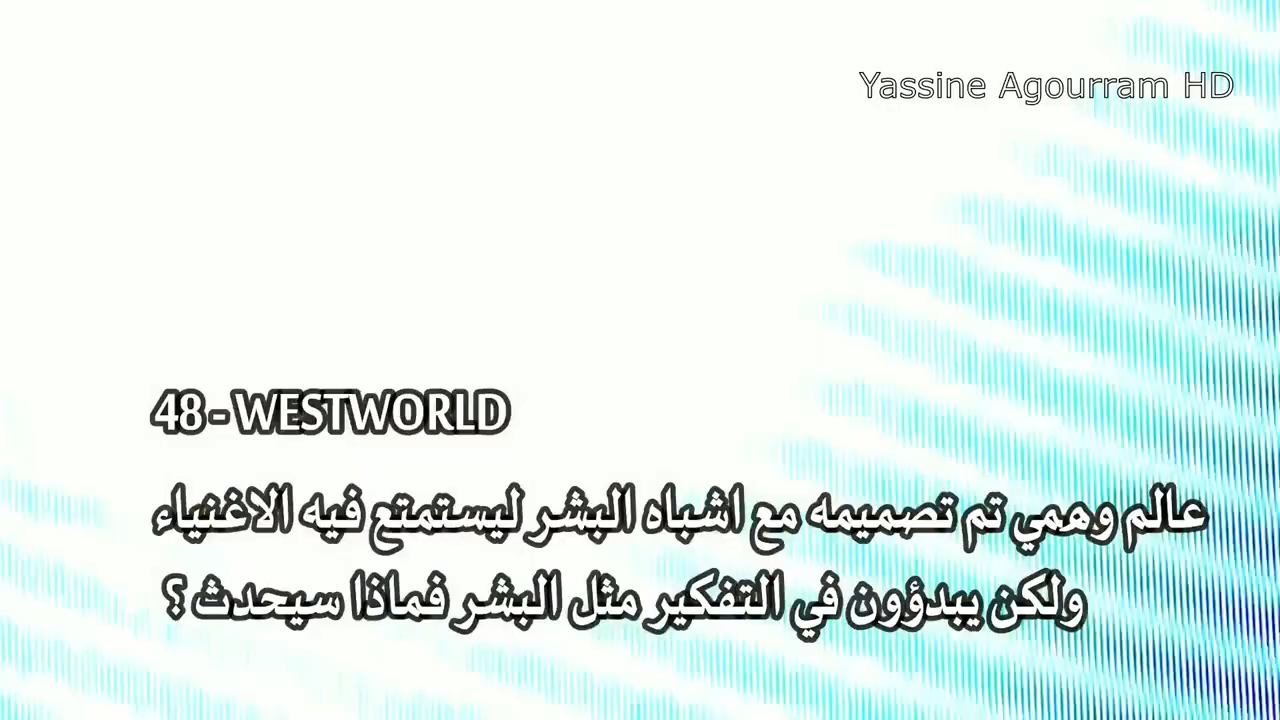 Yassine Agourram HD
48 - WESTWORLD
عالم وهمي تم تصميمه مع اشباه البشر ليستمتع فيه الاغنياء
ولكن يبدؤون في التفكير مثل البشر فماذا سيحدث ؟